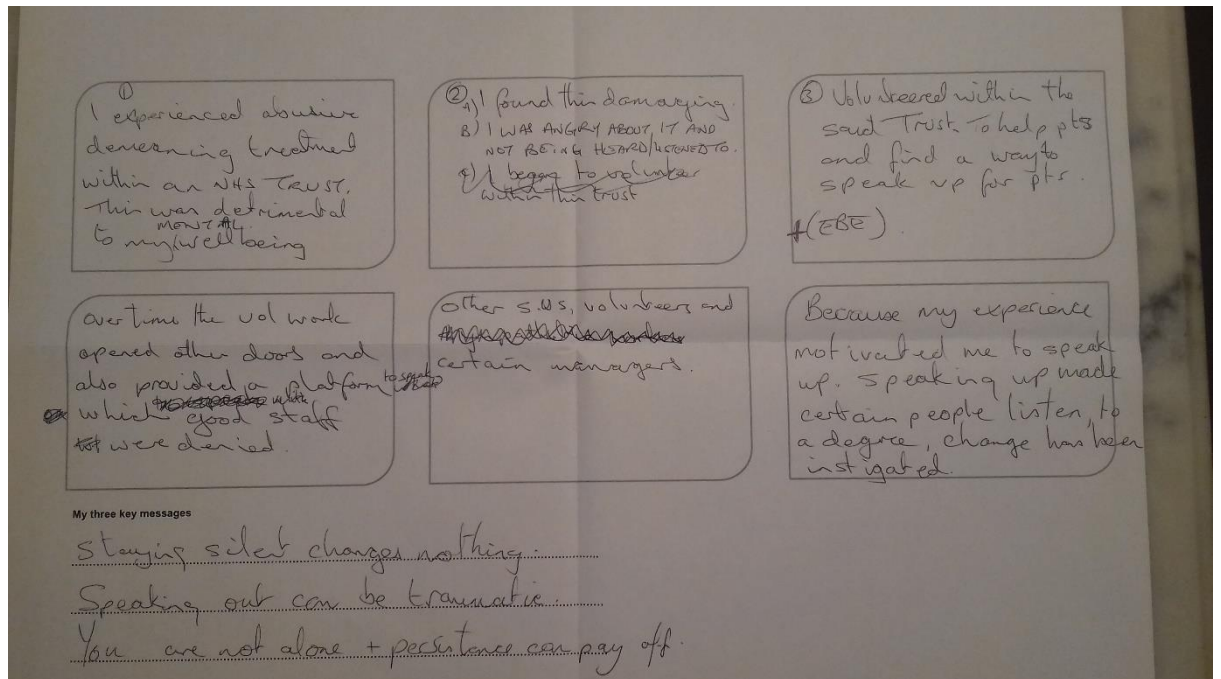 ①
I experienced abusive
demeaning treatment
within an NHS TRUST.
This was detrimental
MENTAL
to my/wellbeing
② A) I found this damaging.
B) I WAS ANGRY ABOUT IT AND
NOT BEING HEARD/LISTENED TO.
c) I began to volunteer
within this trust
③ Volunteered within the
said Trust. To help pts
and find a way to
speak up for pts.
+(EBE).
over time the vol work
opened other doors and
also provided a platform to speak
which good staff
were denied.
other S.US, volunteers and
certain managers.
Because my experience
motivated me to speak
up. Speaking up made
certain people listen, to
a degree, change has been
instigated.
My three key messages
Staying silent changes nothing.
Speaking out can be traumatic.
You are not alone + persistence can pay off.